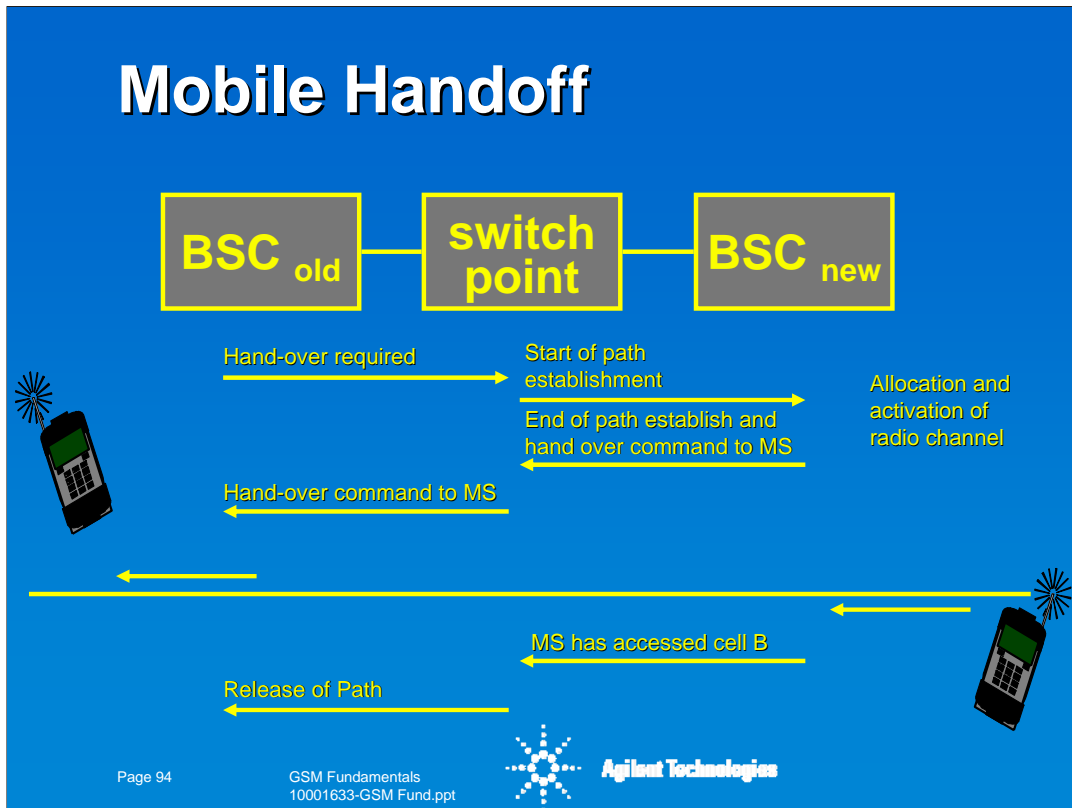 Mobile Handoff
BSC old
switch
point
BSC new
Hand-over required
Start of path
establishment
Allocation and
activation of
radio channel
End of path establish and
hand over command to MS
Hand-over command to MS
MS has accessed cell B
Release of Path
Page 94
GSM Fundamentals
10001633-GSM Fund.ppt
Agilent Technologies